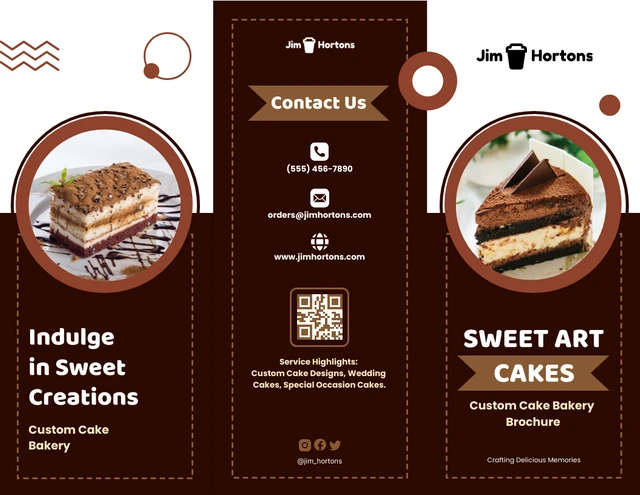 Indulge
in Sweet
Creations
Custom Cake
Bakery
Jim Hortons
Contact Us
(555) 456-7890
orders@jimhortons.com
www.jimhortons.com
Service Highlights:
Custom Cake Designs, Wedding
Cakes, Special Occasion Cakes.
@jim_hortons
Jim Hortons
SWEET ART
CAKES
Custom Cake Bakery
Brochure
Crafting Delicious Memories